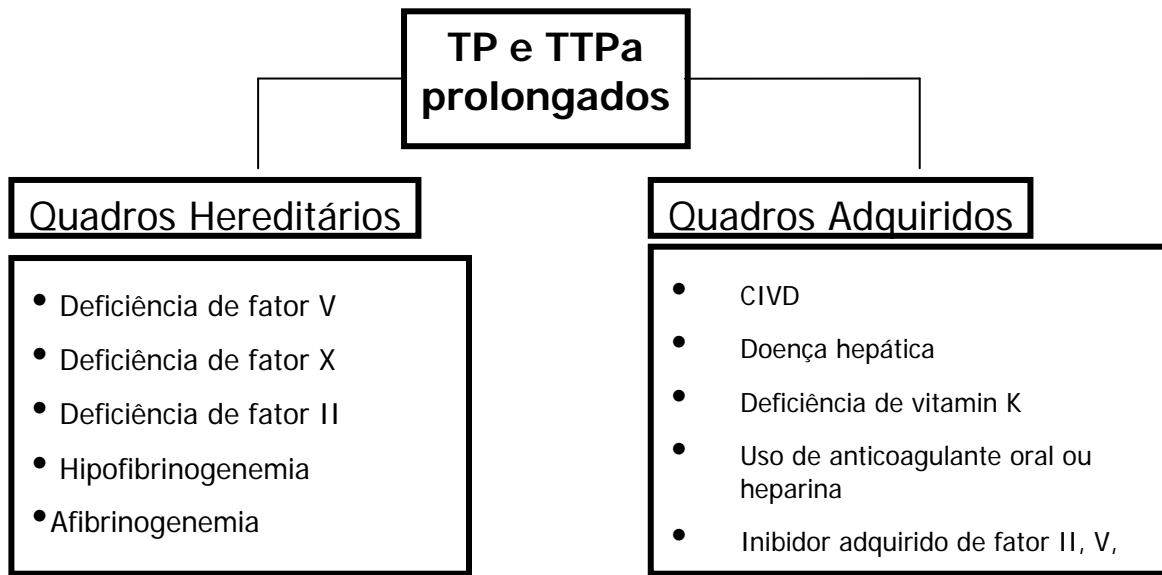 TP e TTPa
prolongados
Quadros Hereditários
• Deficiência de fator V
• Deficiência de fator X
• Deficiência de fator II
• Hipofibrinogenemia
•Afibrinogenemia
Quadros Adquiridos
• CIVD
• Doença hepática
• Deficiência de vitamin K
• Uso de anticoagulante oral ou
heparina
• Inibidor adquirido de fator II, V,